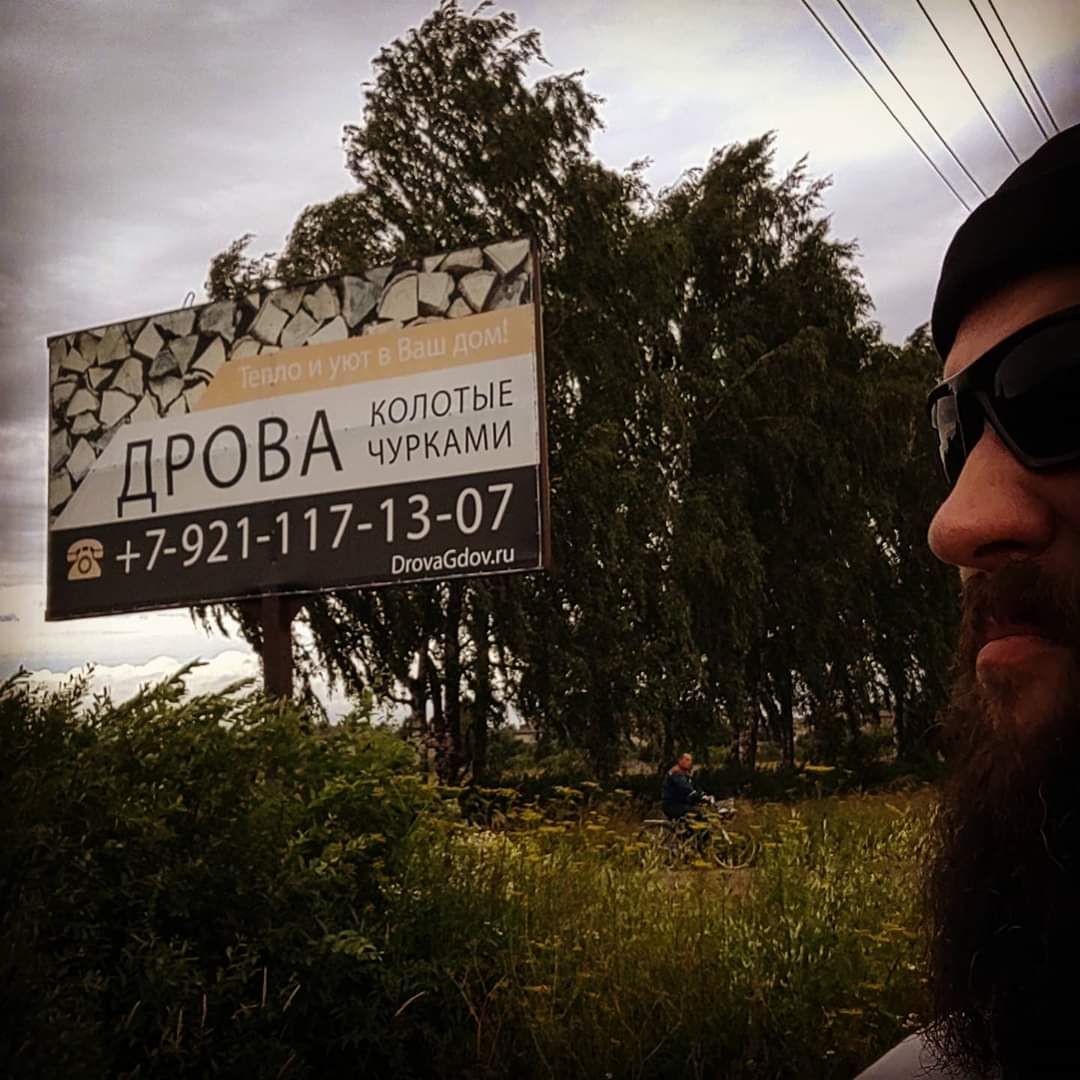 Тепло и уют в Ваш дом!
ДРОВА КОЛОТЫЕ
ЧУРКАМИ
+7-921-117-13-07
DrovaGdov.ru